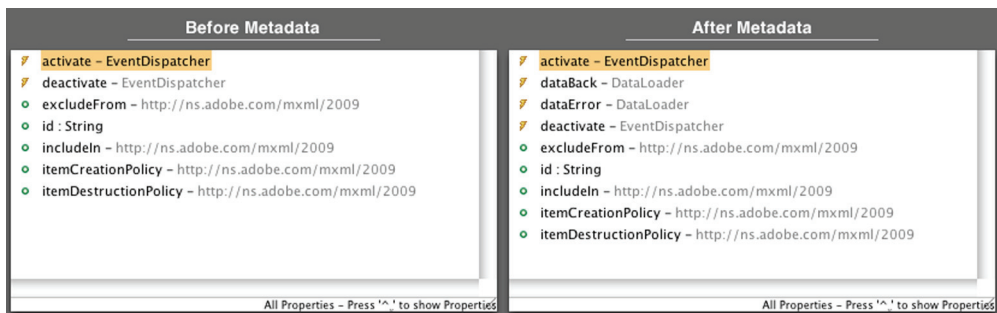 Before Metadata
activate – EventDispatcher
deactivate – EventDispatcher
excludeFrom – http://ns.adobe.com/mxml/2009
id : String
includeIn – http://ns.adobe.com/mxml/2009
itemCreationPolicy – http://ns.adobe.com/mxml/2009
itemDestructionPolicy – http://ns.adobe.com/mxml/2009
All Properties – Press '^⎵' to show Properties
After Metadata
activate – EventDispatcher
dataBack – DataLoader
dataError – DataLoader
deactivate – EventDispatcher
excludeFrom – http://ns.adobe.com/mxml/2009
id : String
includeIn – http://ns.adobe.com/mxml/2009
itemCreationPolicy – http://ns.adobe.com/mxml/2009
itemDestructionPolicy – http://ns.adobe.com/mxml/2009
All Properties – Press '^⎵' to show Properties